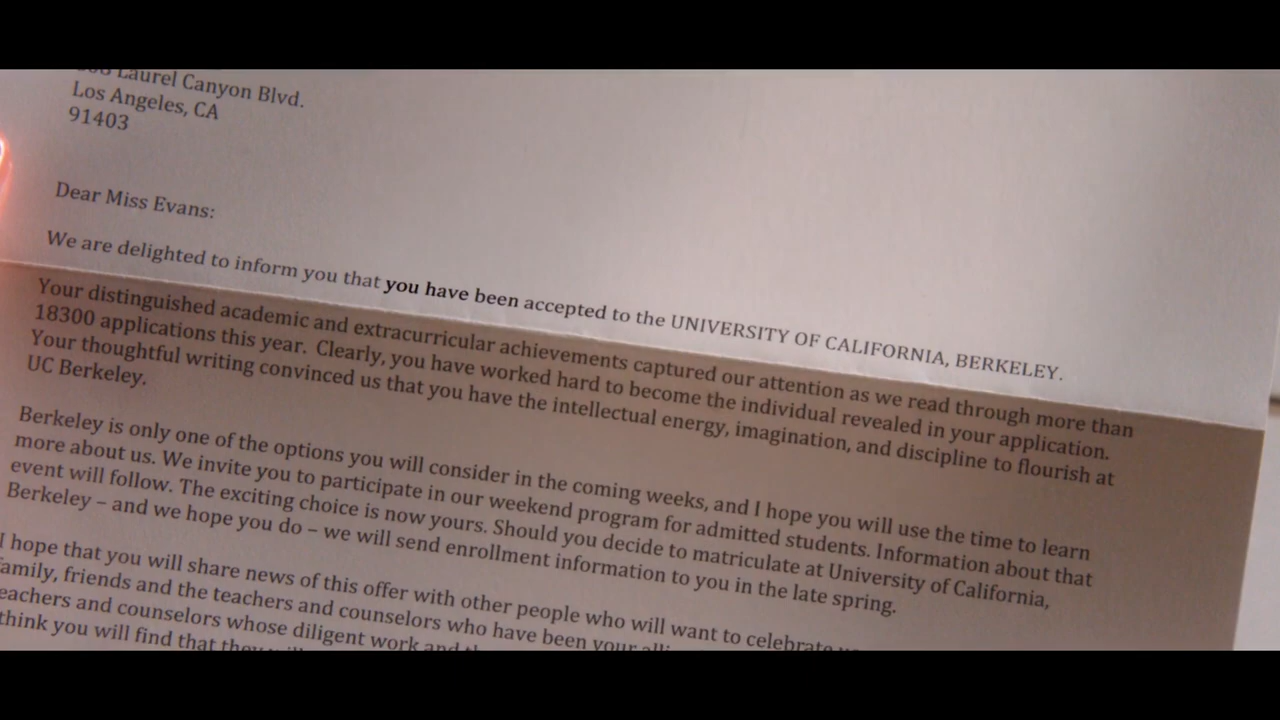 Laurel Canyon Blvd.
Los Angeles, CA
91403
Dear Miss Evans:
We are delighted to inform you that you have been accepted to the UNIVERSITY OF CALIFORNIA, BERKELEY.
Your distinguished academic and extracurricular achievements captured our attention as we read through more than
18300 applications this year. Clearly, you have worked hard to become the individual revealed in your application.
Your thoughtful writing convinced us that you have the intellectual energy, imagination, and discipline to flourish at
UC Berkeley.
Berkeley is only one of the options you will consider in the coming weeks, and I hope you will use the time to learn
more about us. We invite you to participate in our weekend program for admitted students. Information about that
event will follow. The exciting choice is now yours. Should you decide to matriculate at University of California,
Berkeley – and we hope you do – we will send enrollment information to you in the late spring.
I hope that you will share news of this offer with other people who will want to celebrate
family, friends and the teachers and counselors who have been your
teachers and counselors whose diligent work and
think you will find that they